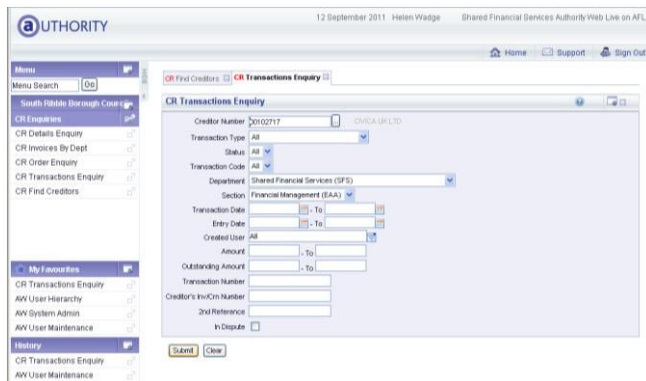 12 September 2011 Helen Wadge Shared Financial Services Authority Web Live on AFL
aUTHORITY
Home Support Sign Out
Menu
Menu Search Go
HIDE
South Ribble Borough Counc
CR Enquiries
CR Details Enquiry
CR Invoices By Dept
CR Order Enquiry
CR Transactions Enquiry
CR Find Creditors
My Favourites
CR Transactions Enquiry
AW User Hierarchy
AW System Admin
AW User Maintenance
History
CR Transactions Enquiry
AW User Maintenance
CR Find Creditors CR Transactions Enquiry
CR Transactions Enquiry
Creditor Number 00102717 CIVICA UK LTD
Transaction Type All
Status All
Transaction Code All
Department Shared Financial Services (SFS)
Section Financial Management (EAA)
Transaction Date - To
Entry Date - To
Created User All
Amount - To
Outstanding Amount - To
Transaction Number
Creditor's Inv/Crn Number
2nd Reference
In Dispute
Submit Clear